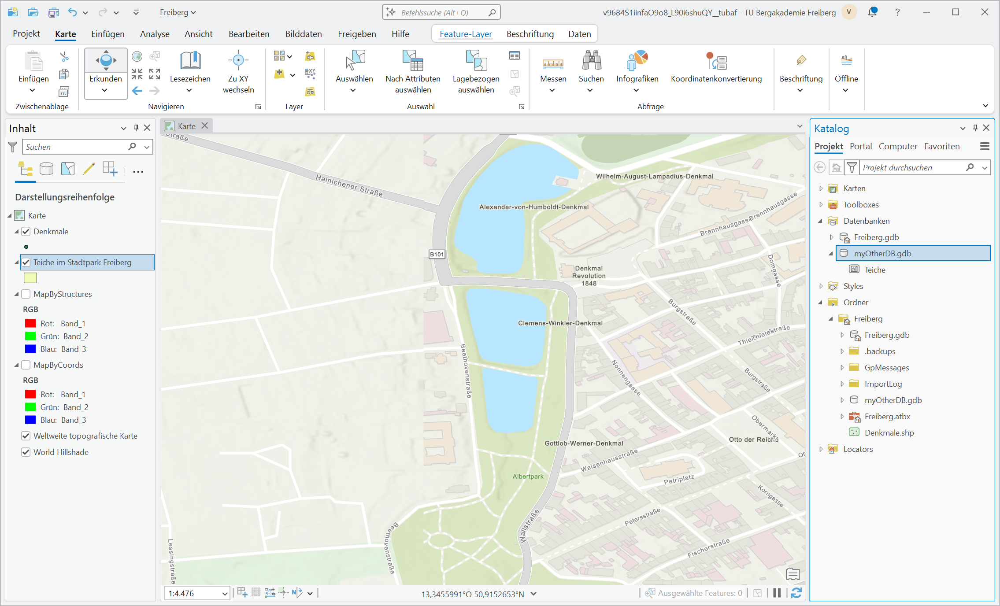 Freiberg
Befehlssuche (Alt+Q)
v9684S1iinfaO9o8_L90i6shuQY__tubaf - TU Bergakademie Freiberg
V
?
Projekt
Karte
Einfügen
Analyse
Ansicht
Bearbeiten
Bilddaten
Freigeben
Hilfe
Feature-Layer
Beschriftung
Daten
Einfügen
Zwischenablage
Erkunden
Lesezeichen
Zu XY
wechseln
Navigieren
XY
Layer
Auswählen
Nach Attributen
auswählen
Lagebezogen
auswählen
Auswahl
Messen
Suchen
Infografiken
Koordinatenkonvertierung
Abfrage
Beschriftung
Offline
Inhalt
Suchen
Darstellungsreihenfolge
Karte
Denkmale
Teiche im Stadtpark Freiberg
MapByStructures
RGB
Rot: Band_1
Grün: Band_2
Blau: Band_3
MapByCoords
RGB
Rot: Band_1
Grün: Band_2
Blau: Band_3
Weltweite topografische Karte
World Hillshade
Karte
Straße
Hainichener Straße
Wilhelm-August-Lampadius-Denkmal
Alexander-von-Humboldt-Denkmal
Brennhausgasse
Brennhausgasse
B101
Denkmal
Revolution
1848
Domgasse
Burgstraße
Clemens-Winkler-Denkmal
Thielestraße
Beethovenstraße
Nonnengasse
Burgstraße
Obermarkt
Otto der Reiche
Gottlob-Werner-Denkmal
Waisenhausstraße
Albertpark
Petriplatz
Korngasse
Petersstraße
Wallstraße
Beethovenstraße
Fischerstraße
Lessingstraße
1:4.476
N
13,3455991°O 50,9152653°N
Ausgewählte Features: 0
Katalog
Projekt
Portal
Computer
Favoriten
Projekt durchsuchen
Karten
Toolboxes
Datenbanken
Freiberg.gdb
myOtherDB.gdb
Teiche
Styles
Ordner
Freiberg
Freiberg.gdb
.backups
GpMessages
ImportLog
myOtherDB.gdb
Freiberg.atbx
Denkmale.shp
Locators